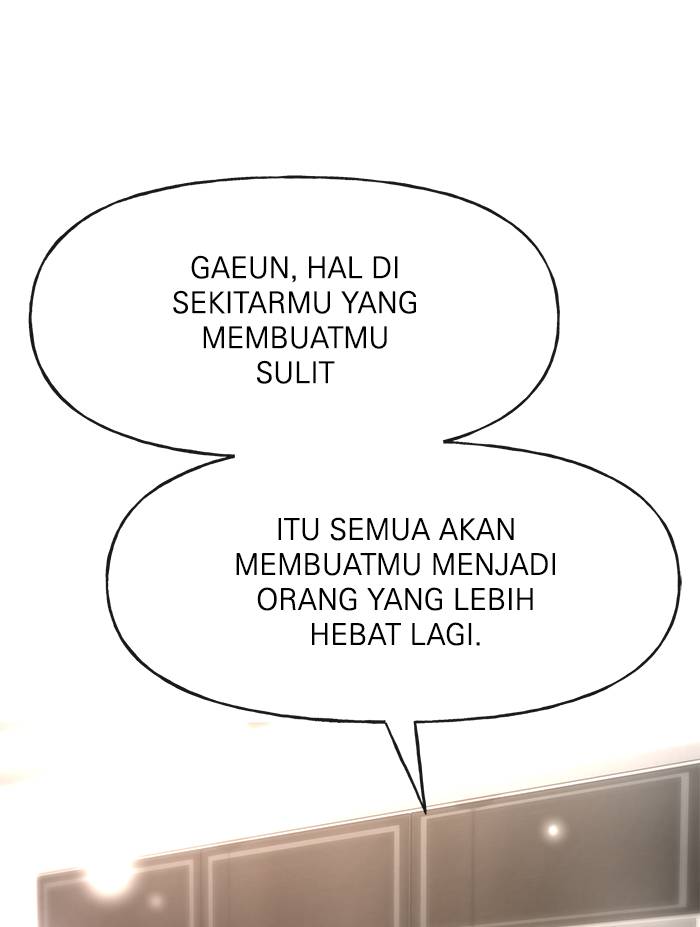 GAEUN, HAL DI
SEKITARMU YANG
MEMBUATMU
SULIT
ITU SEMUA AKAN
MEMBUATMU MENJADI
ORANG YANG LEBIH
HEBAT LAGI.